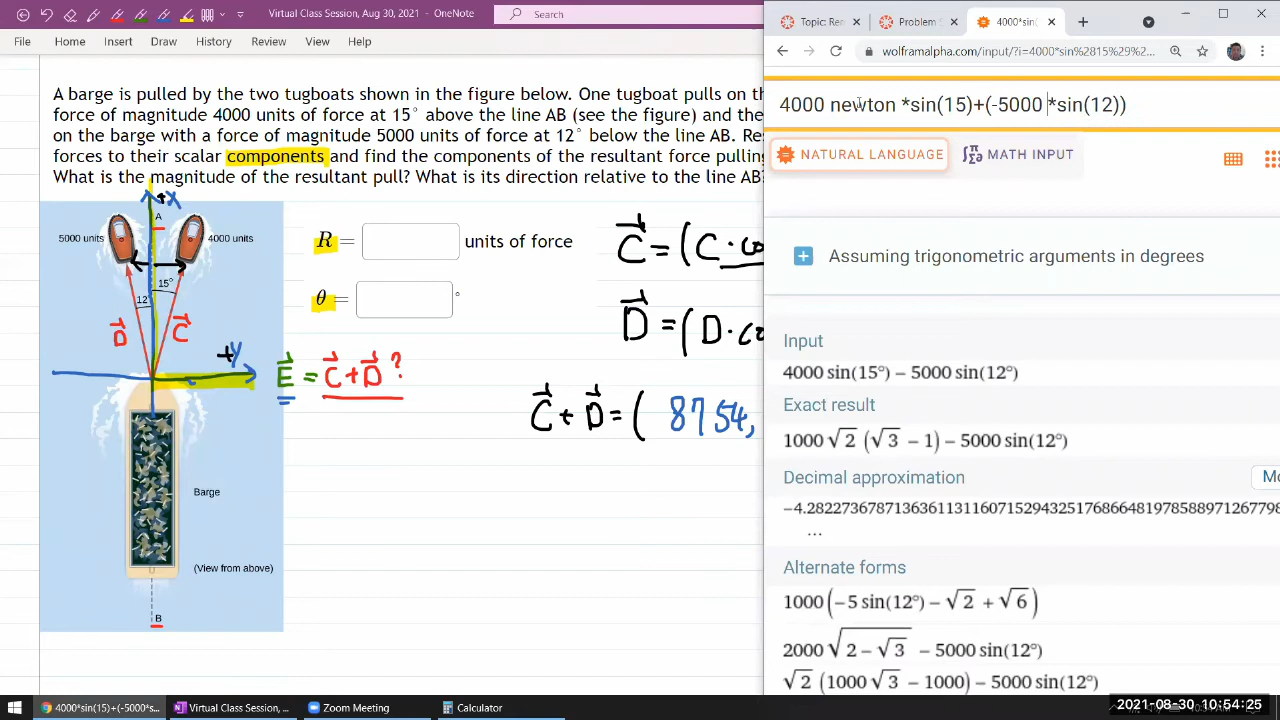 Virtual Class Session, Aug 30, 2021 - OneNote
Search
File Home Insert Draw History Review View Help
A barge is pulled by the two tugboats shown in the figure below. One tugboat pulls on th
force of magnitude 4000 units of force at 15° above the line AB (see the figure) and the
on the barge with a force of magnitude 5000 units of force at 12° below the line AB. Re
forces to their scalar components and find the components of the resultant force pulling
What is the magnitude of the resultant pull? What is its direction relative to the line AB?
+X
A
5000 units
4000 units
15°
12°
D
C
+Y
Barge
(View from above)
B
R = units of force
θ = °
E = C + D ?
C = (C · co
D = (D · co
C + D = ( 8754,
Topic Re
Problem
4000*sin(
wolframalpha.com/input/?i=4000*sin%2815%29%2...
4000 newton *sin(15)+(-5000 *sin(12))
NATURAL LANGUAGE
MATH INPUT
Assuming trigonometric arguments in degrees
Input
4000 sin(15°) − 5000 sin(12°)
Exact result
1000 √2 (√3 − 1) − 5000 sin(12°)
Decimal approximation
Mo
...
Alternate forms
1000 (−5 sin(12°) − √2 + √6)
2000 √(2 − √3) − 5000 sin(12°)
√2 (1000 √3 − 1000) − 5000 sin(12°)
4000*sin(15)+(-5000*s...
Virtual Class Session,...
Zoom Meeting
Calculator
2021-08-30 10:54:25